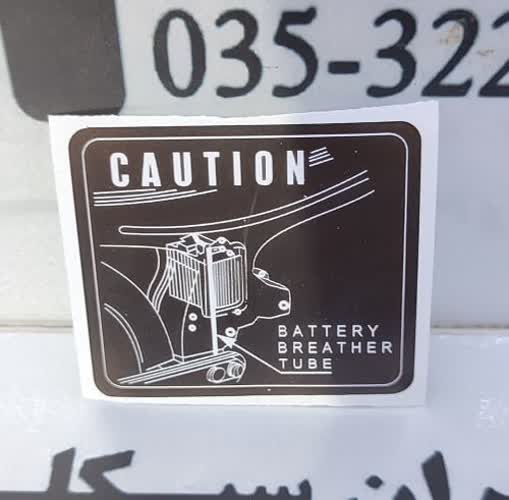 035-322
CAUTION
BATTERY
BREATHER
TUBE